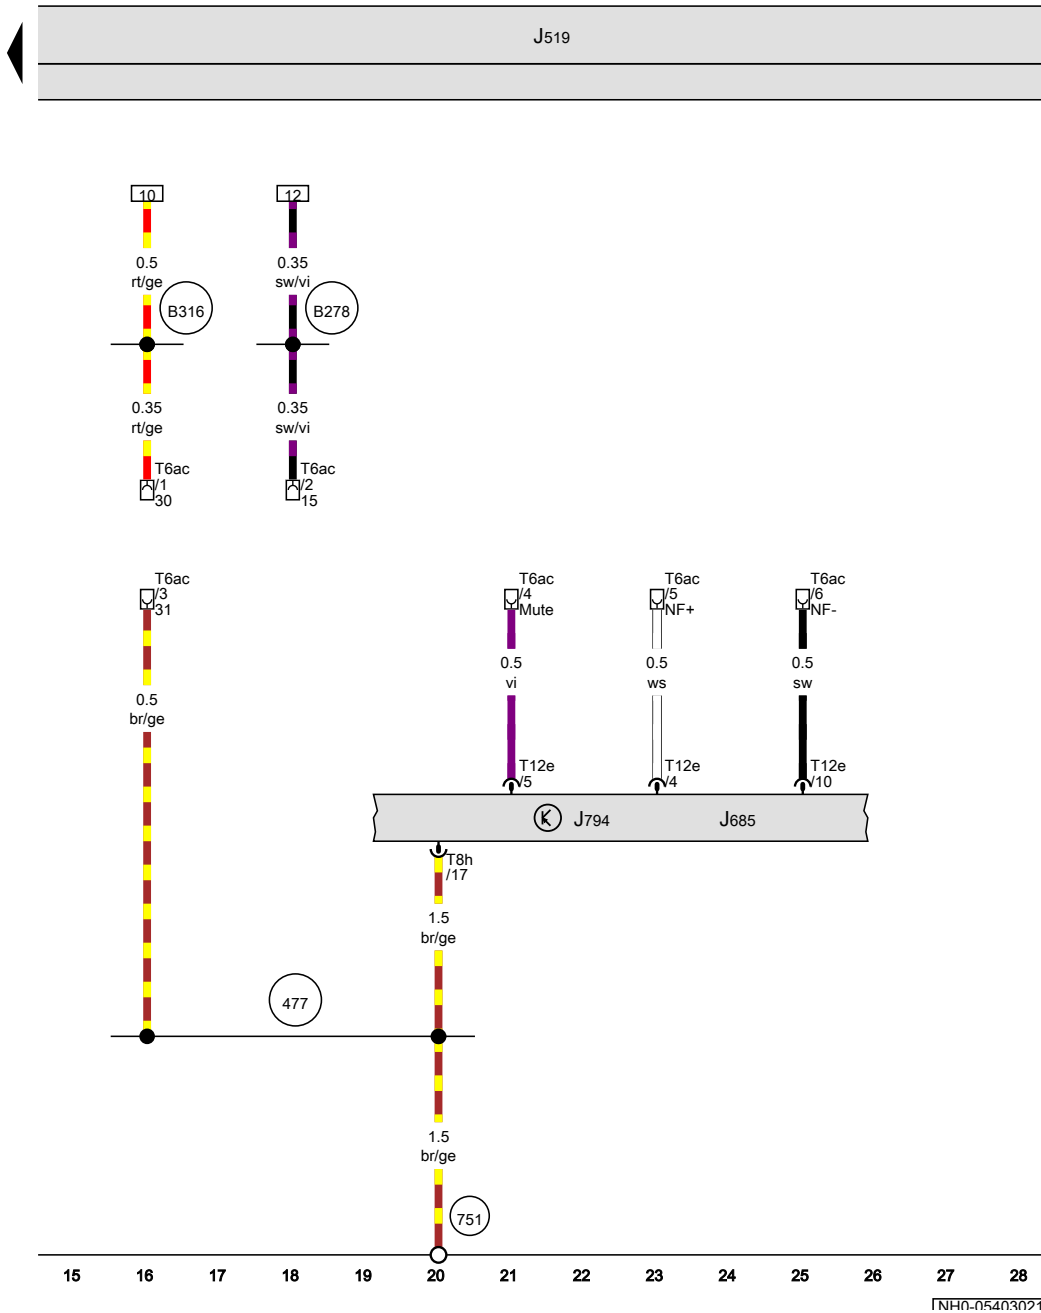 J519
10
12
0.5
rt/ge
0.35
sw/vi
B316
B278
0.35
rt/ge
0.35
sw/vi
T6ac
/1
30
T6ac
/2
15
T6ac
/3
31
T6ac
/4
Mute
T6ac
/5
NF+
T6ac
/6
NF-
0.5
br/ge
0.5
vi
0.5
ws
0.5
sw
T12e
/5
T12e
/4
T12e
/10
K J794 J685
T8h
/17
1.5
br/ge
477
1.5
br/ge
751
15 16 17 18 19 20 21 22 23 24 25 26 27 28
NH0-05403021